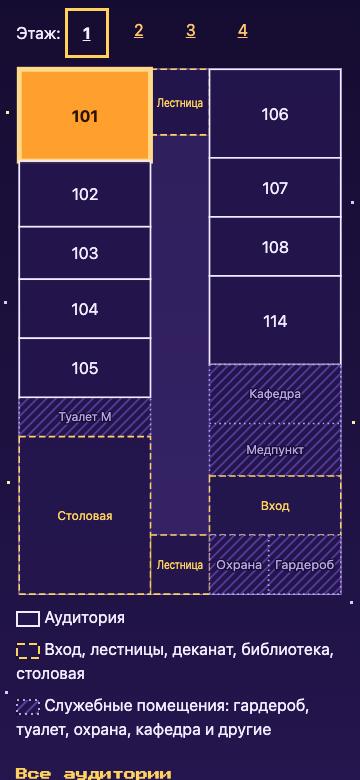 Этаж: 1 2 3 4
101
Лестница
106
102
107
103
108
104
114
105
Кафедра
Туалет М
Медпункт
Столовая
Вход
Лестница
Охрана
Гардероб
Аудитория
Вход, лестницы, деканат, библиотека,
столовая
Служебные помещения: гардероб,
туалет, охрана, кафедра и другие
Все аудитории